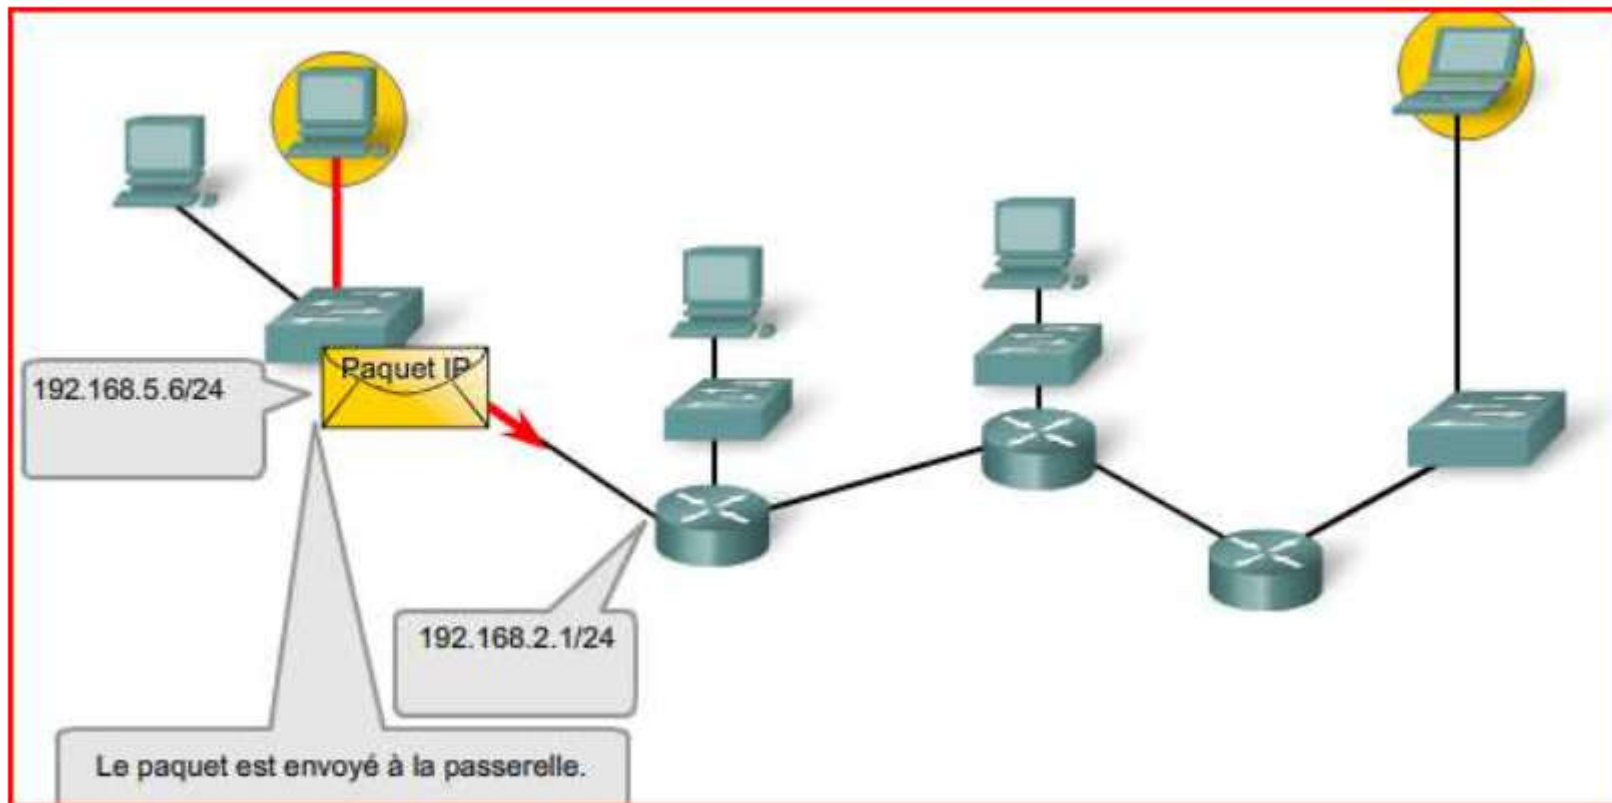 Paquet IP
192.168.5.6/24
192.168.2.1/24
Le paquet est envoyé à la passerelle.